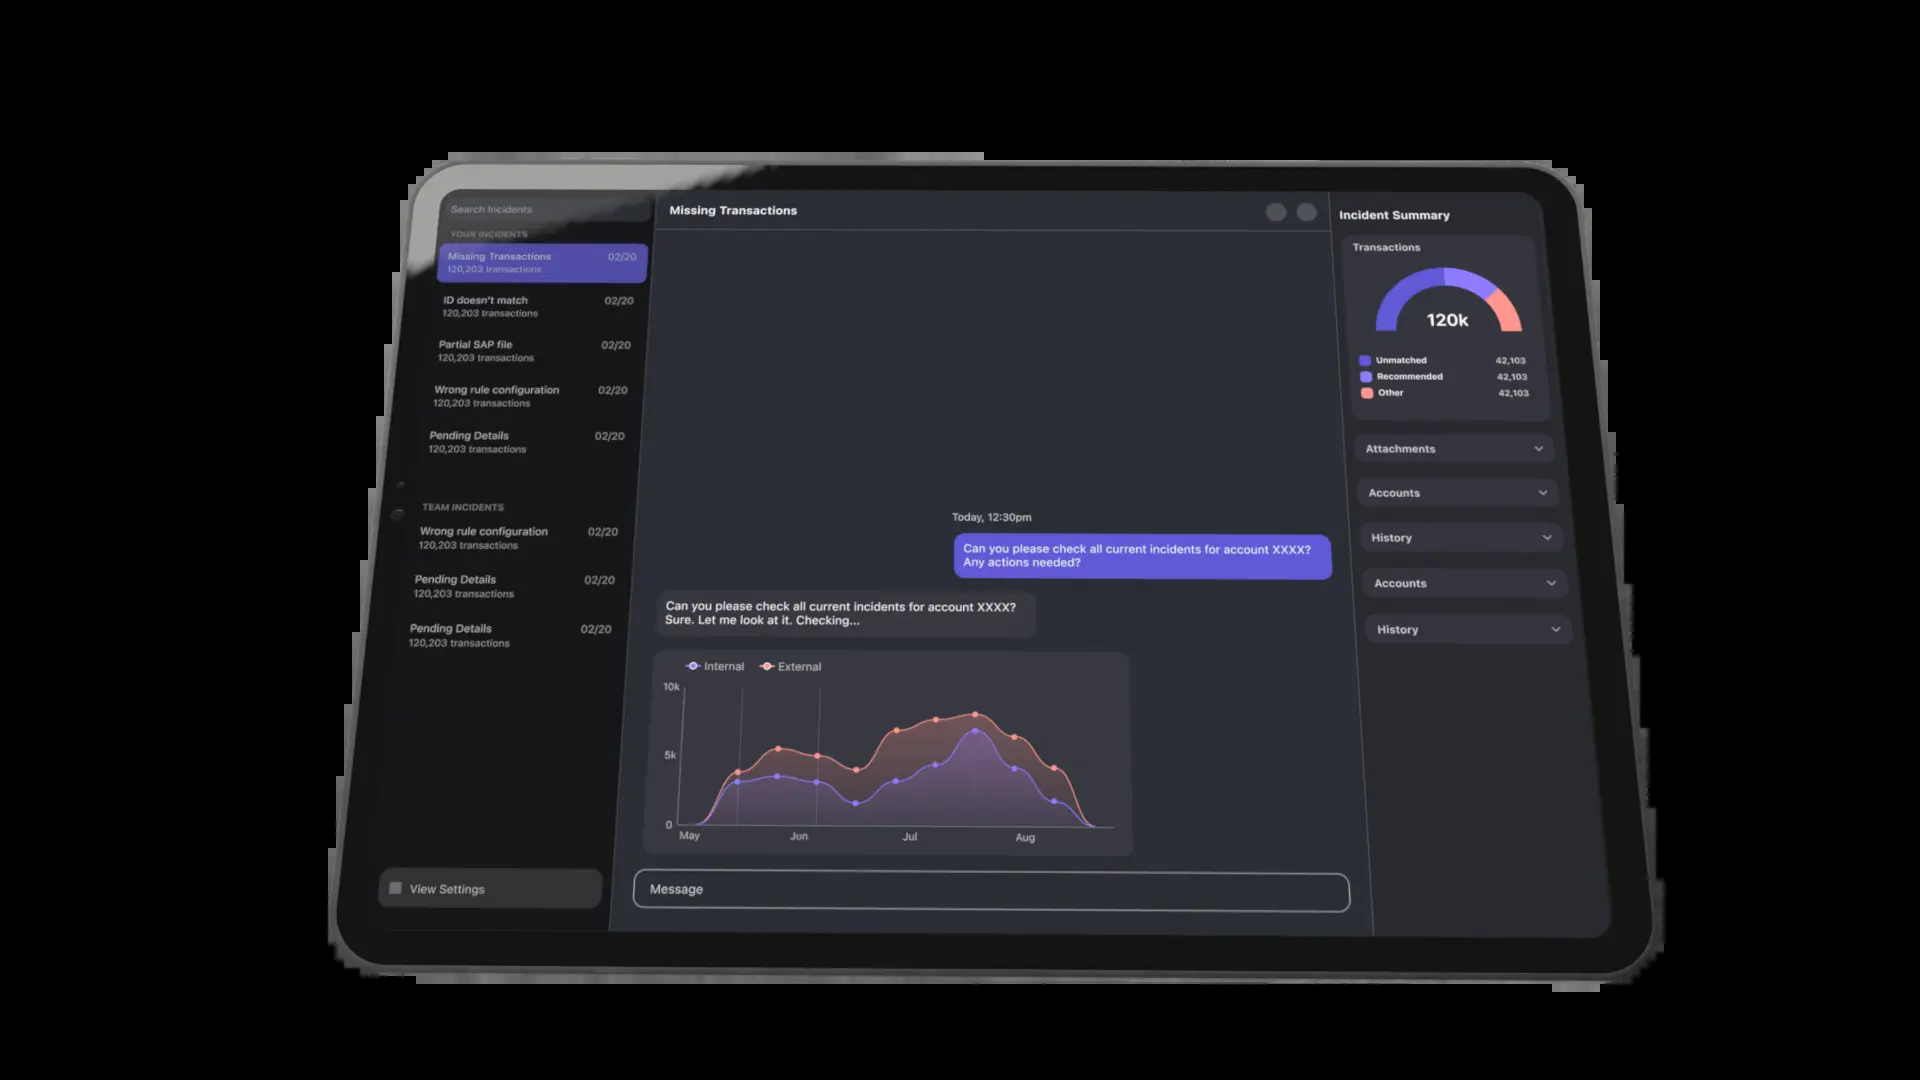 Search Incidents
YOUR INCIDENTS
Missing Transactions 02/20
120,203 transactions
ID doesn't match 02/20
120,203 transactions
Partial SAP file 02/20
120,203 transactions
Wrong rule configuration 02/20
120,203 transactions
Pending Details 02/20
120,203 transactions
TEAM INCIDENTS
Wrong rule configuration 02/20
120,203 transactions
Pending Details 02/20
120,203 transactions
Pending Details 02/20
120,203 transactions
View Settings
Missing Transactions
Today, 12:30pm
Can you please check all current incidents for account XXXX?
Any actions needed?
Can you please check all current incidents for account XXXX?
Sure. Let me look at it. Checking...
Internal External
10k
5k
0
May Jun Jul Aug
Message
Incident Summary
Transactions
120k
Unmatched 42,103
Recommended 42,103
Other 42,103
Attachments
Accounts
History
Accounts
History